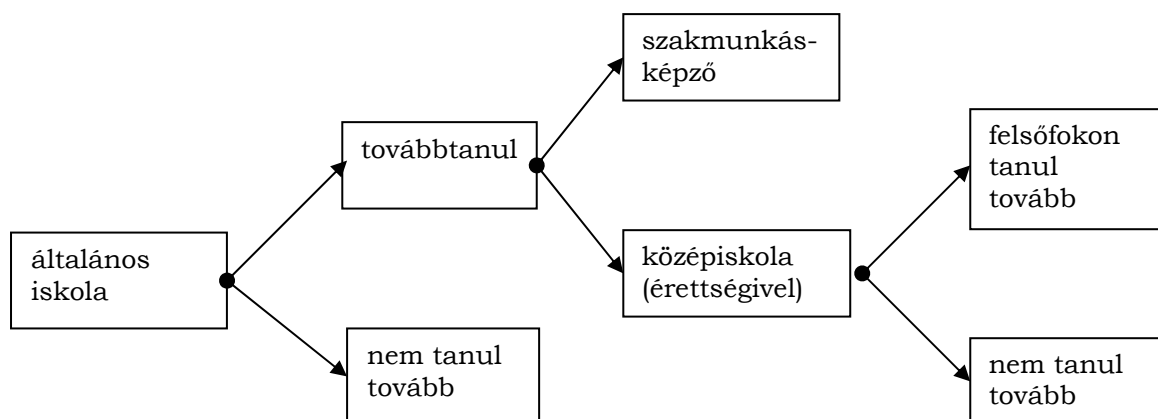 általános
iskola
továbbtanul
nem tanul
tovább
szakmunkás-
képző
középiskola
(érettségivel)
felsőfokon
tanul
tovább
nem tanul
tovább